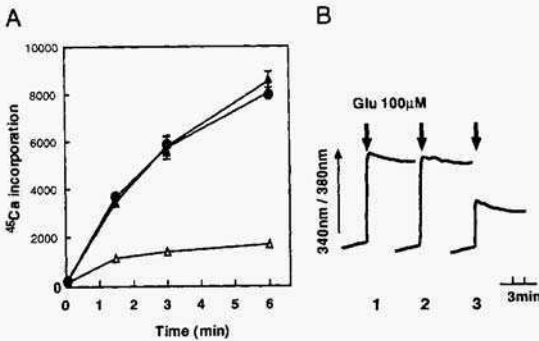 A
B
10000
8000
6000
4000
2000
0
45Ca incorporation
0 1 2 3 4 5 6
Time (min)
Glu 100μM
340nm / 380nm
1 2 3
3min